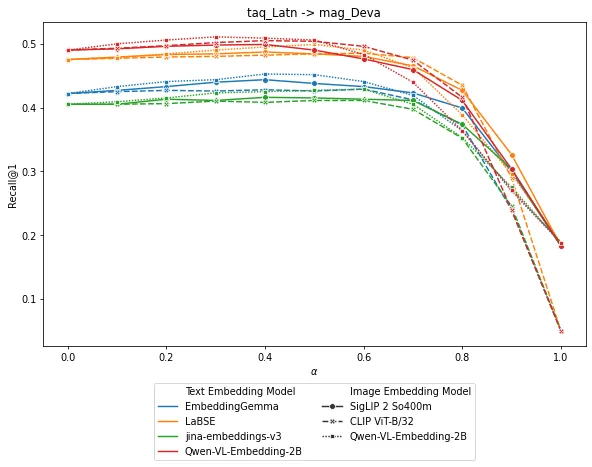 taq_Latn -> mag_Deva
Recall@1
0.5
0.4
0.3
0.2
0.1
0.0 0.2 0.4 0.6 0.8 1.0
α
Text Embedding Model
EmbeddingGemma
LaBSE
jina-embeddings-v3
Qwen-VL-Embedding-2B
Image Embedding Model
SigLIP 2 So400m
CLIP ViT-B/32
Qwen-VL-Embedding-2B